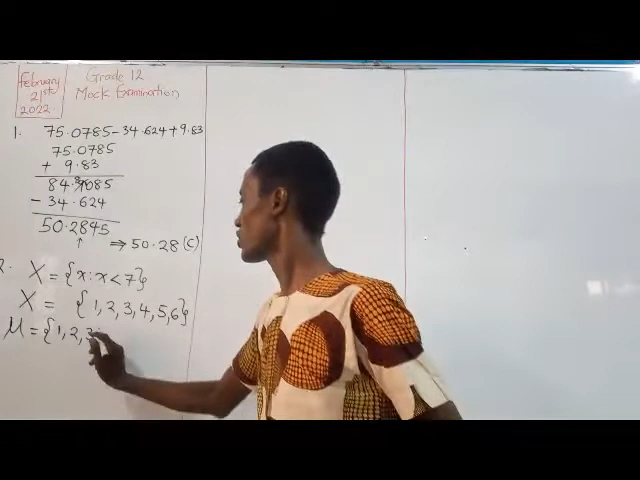 February
21st
2022
Grade 12
Mock Examination
1. 75.0785-34.624+9.83
75.0785
+ 9.83
84.9085
- 34.624
50.2845
↑ ⇒ 50.28 (C)
2. X = {x : x < 7}
X = {1,2,3,4,5,6}
μ = {1,2,3